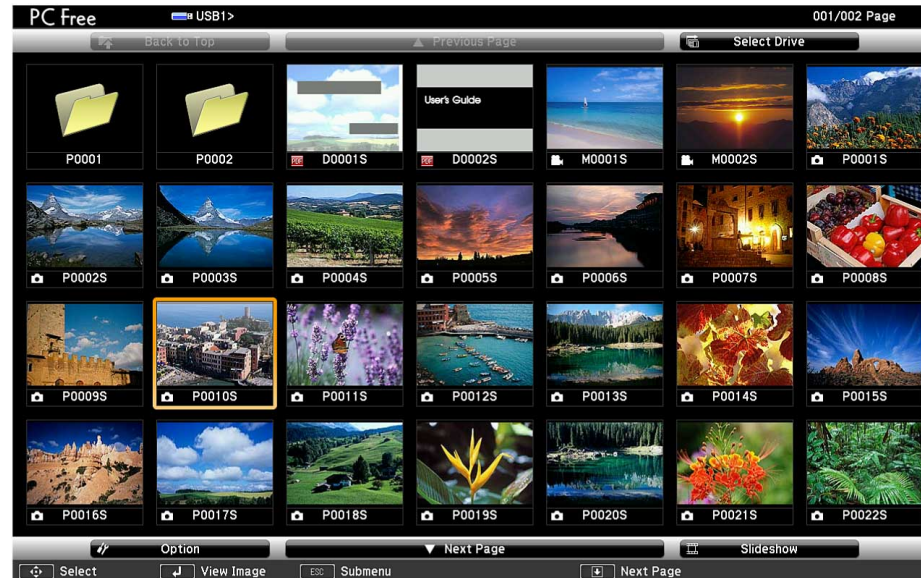 PC Free USB1> 001/002 Page
Back to Top ▲ Previous Page Select Drive
User's Guide
P0001 P0002 PDF D0001S PDF D0002S M0001S M0002S P0001S
P0002S P0003S P0004S P0005S P0006S P0007S P0008S
P0009S P0010S P0011S P0012S P0013S P0014S P0015S
P0016S P0017S P0018S P0019S P0020S P0021S P0022S
Option ▼ Next Page Slideshow
Select View Image ESC Submenu Next Page